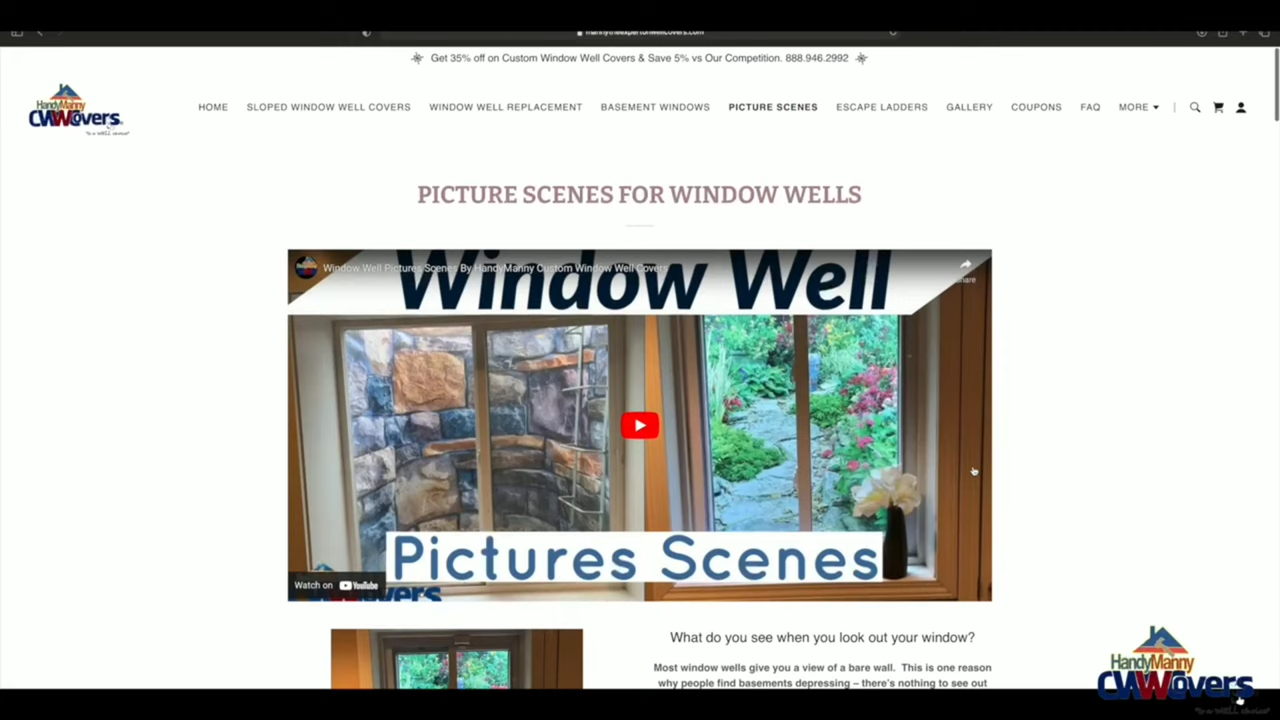 Get 35% off on Custom Window Well Covers & Save 5% vs Our Competition. 888.946.2992
HandyManny
CWWCovers
HOME SLOPED WINDOW WELL COVERS WINDOW WELL REPLACEMENT BASEMENT WINDOWS PICTURE SCENES ESCAPE LADDERS GALLERY COUPONS FAQ MORE
PICTURE SCENES FOR WINDOW WELLS
Window Well Pictures Scenes By HandyManny Custom Window Well Covers
Share
Window Well
Pictures Scenes
Watch on YouTube
What do you see when you look out your window?
Most window wells give you a view of a bare wall. This is one reason
why people find basements depressing – there's nothing to see out
HandyManny
CWWCovers